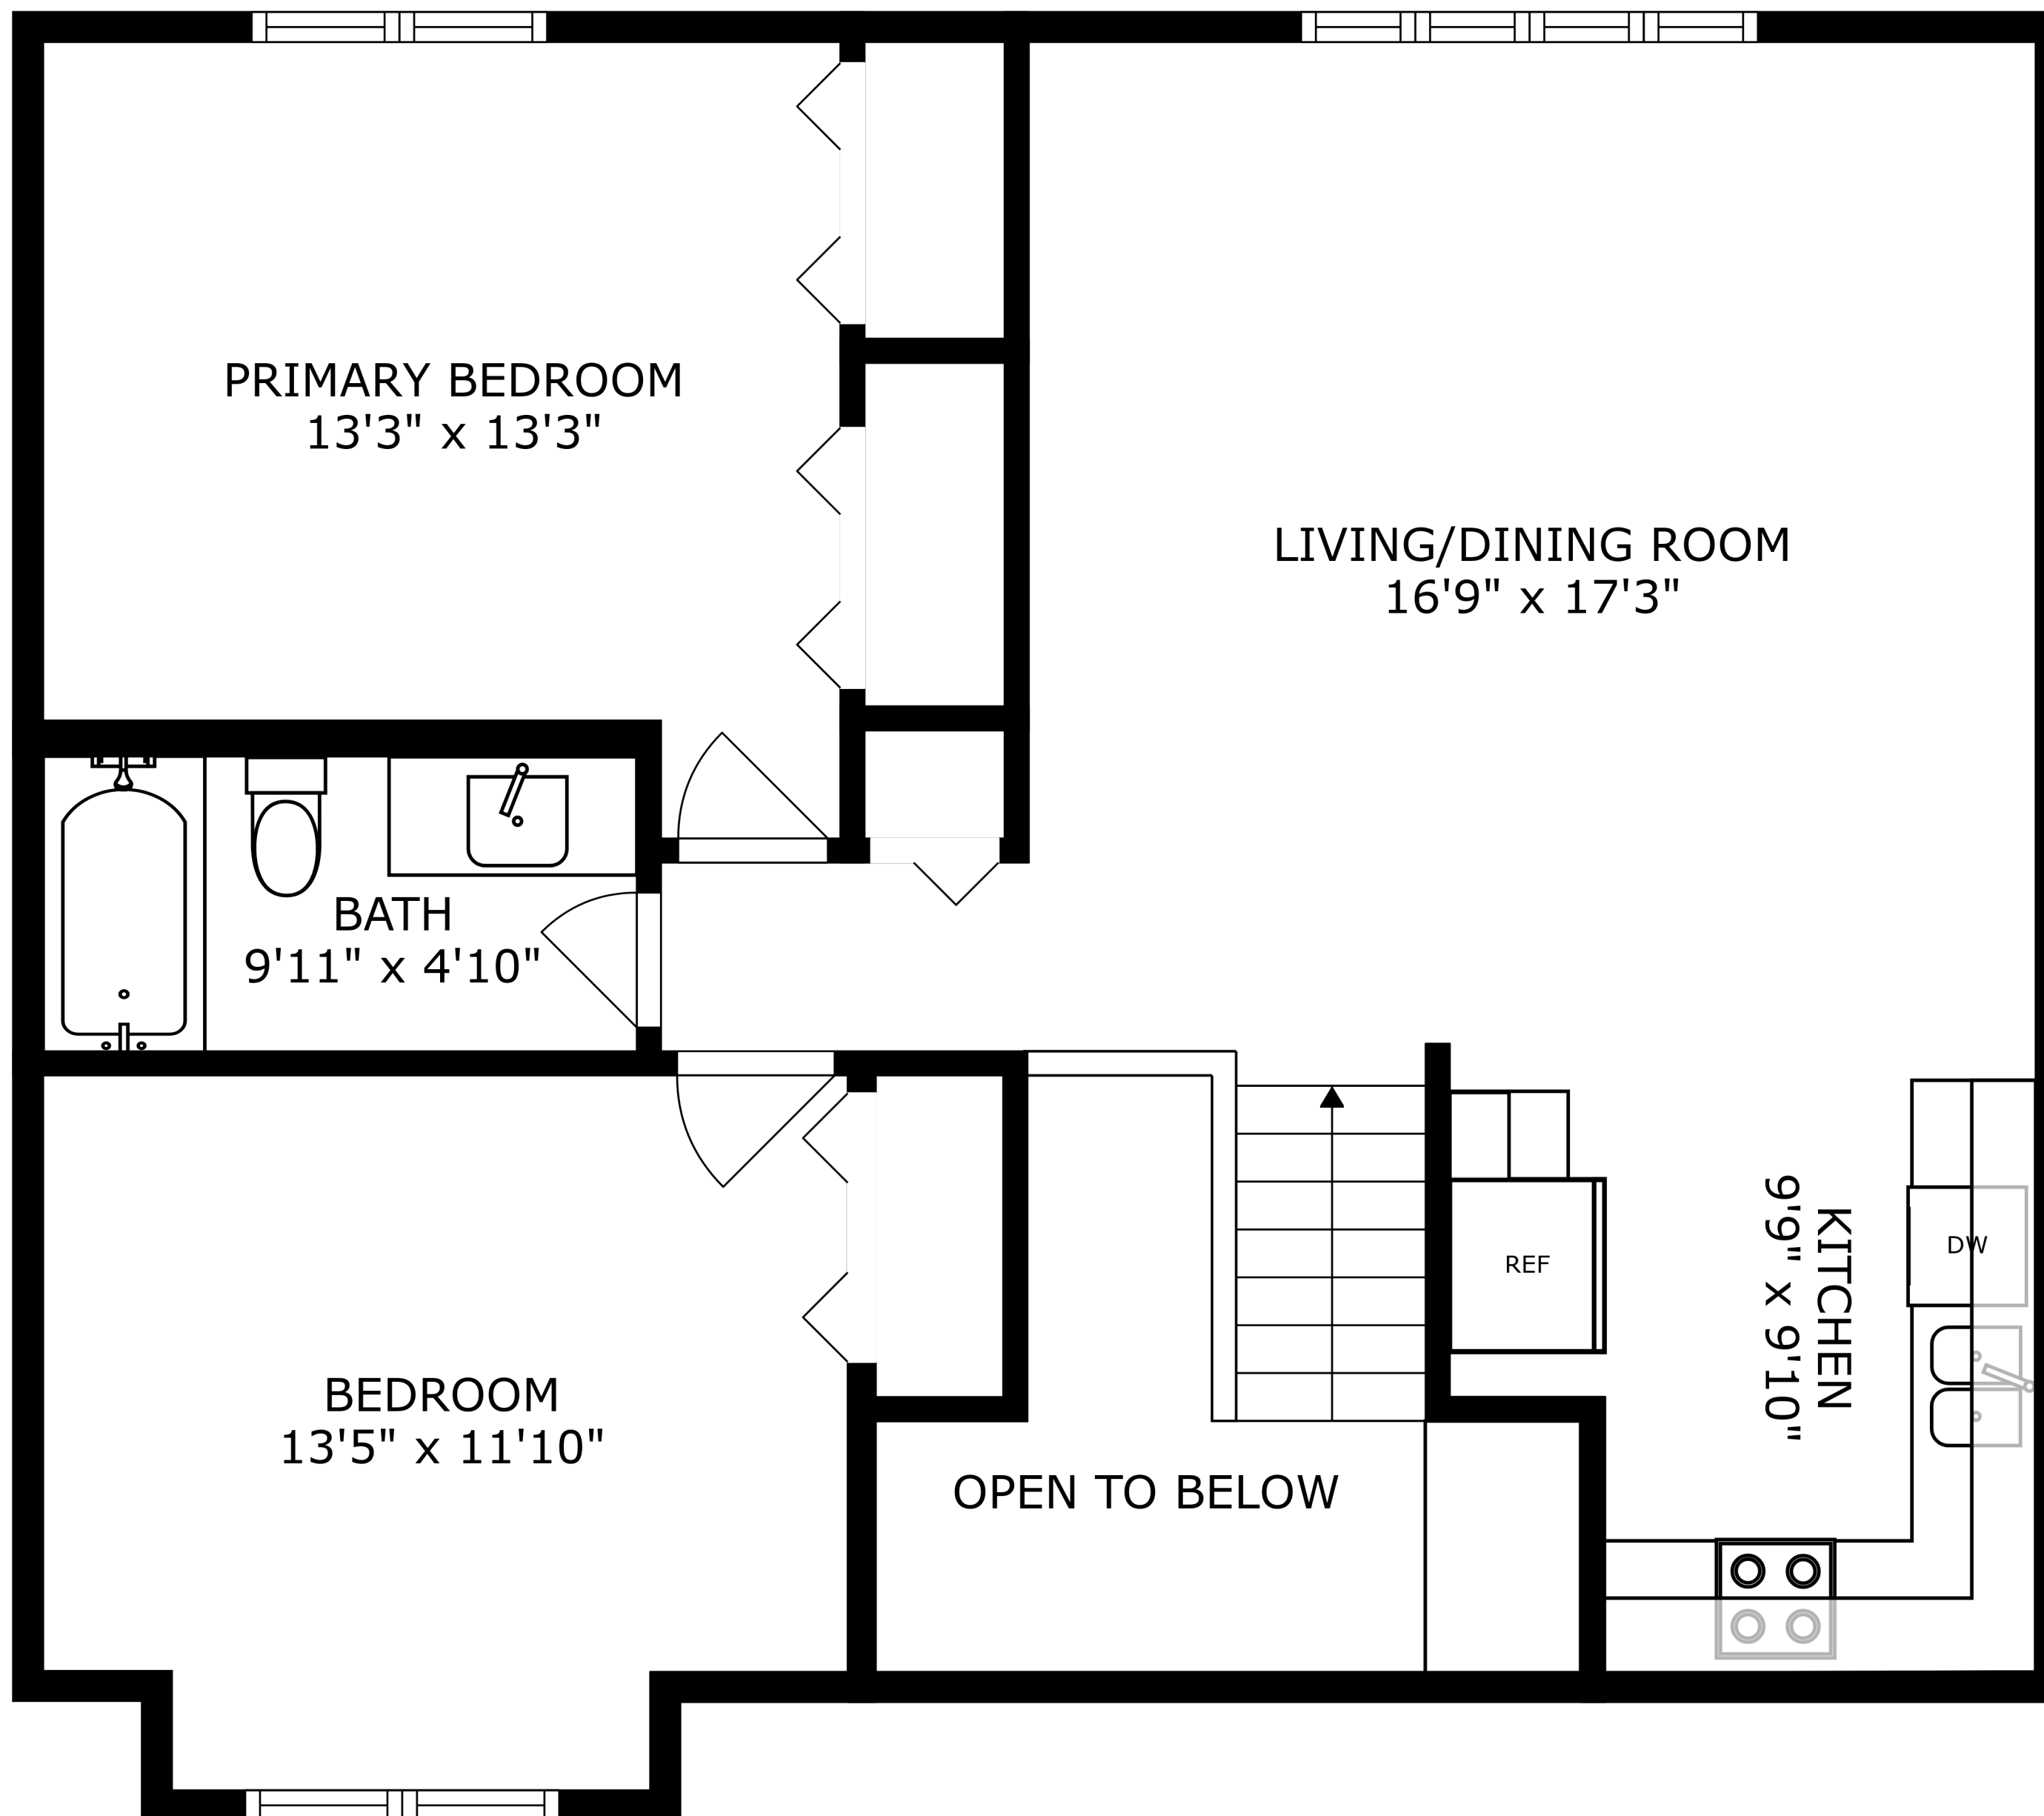 PRIMARY BEDROOM
13'3" x 13'3"
LIVING/DINING ROOM
16'9" x 17'3"
BATH
9'11" x 4'10"
KITCHEN
9'9" x 9'10"
DW
REF
BEDROOM
13'5" x 11'10"
OPEN TO BELOW